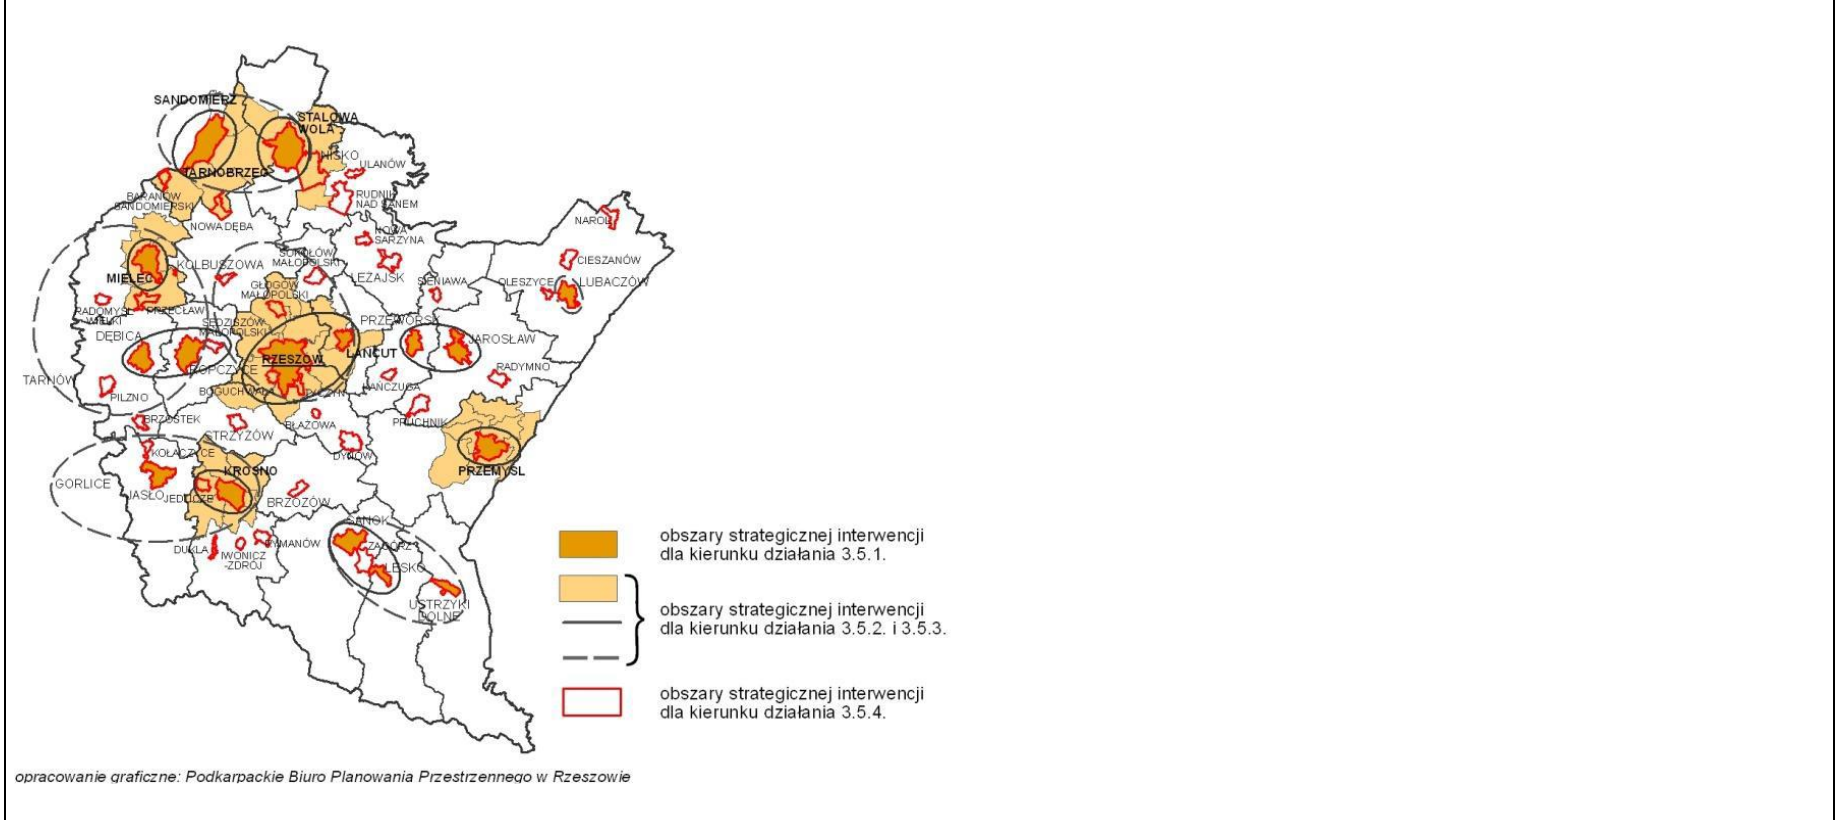 SANDOMIERZ
STALOWA
WOLA
NISKO
ULANÓW
TARNOBRZEG
RUDNIK
NAD SANEM
BARANÓW
SANDOMIERSKI
NOWA DĘBA
NAROL
NOWA
SARZYNA
SOKOŁÓW
MAŁOPOLSKI
CIESZANÓW
KOLBUSZOWA
MIELEC
LEŻAJSK
SIENIAWA
OLESZYCE
LUBACZÓW
GŁOGÓW
MAŁOPOLSKI
RADOMYŚL
WIELKI
PRZECŁAW
SĘDZISZÓW
MAŁOPOLSKI
PRZEWORSK
DĘBICA
JAROSŁAW
RZESZÓW
ŁAŃCUT
ROPCZYCE
RADYMNO
TARNÓW
PILZNO
BOGUCHWAŁA
TYCZYN
KAŃCZUGA
BRZOSTEK
STRZYŻÓW
BŁAŻOWA
PRUCHNIK
KOŁACZYCE
DYNÓW
KROSNO
PRZEMYŚL
GORLICE
JASŁO
JEDLICZE
BRZOZÓW
SANOK
DUKLA
IWONICZ
-ZDRÓJ
RYMANÓW
ZAGÓRZ
LESKO
USTRZYKI
DOLNE
obszary strategicznej interwencji
dla kierunku działania 3.5.1.
obszary strategicznej interwencji
dla kierunku działania 3.5.2. i 3.5.3.
obszary strategicznej interwencji
dla kierunku działania 3.5.4.
opracowanie graficzne: Podkarpackie Biuro Planowania Przestrzennego w Rzeszowie